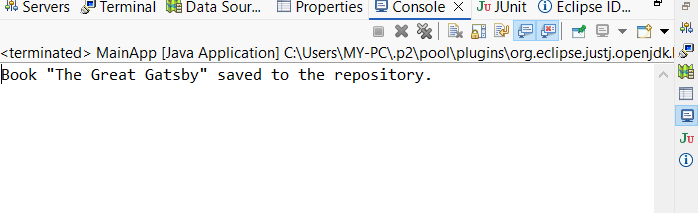 Servers Terminal Data Sour... Properties Console JUnit Eclipse ID...
<terminated> MainApp [Java Application] C:\Users\MY-PC\.p2\pool\plugins\org.eclipse.justj.openjdk.
Book "The Great Gatsby" saved to the repository.